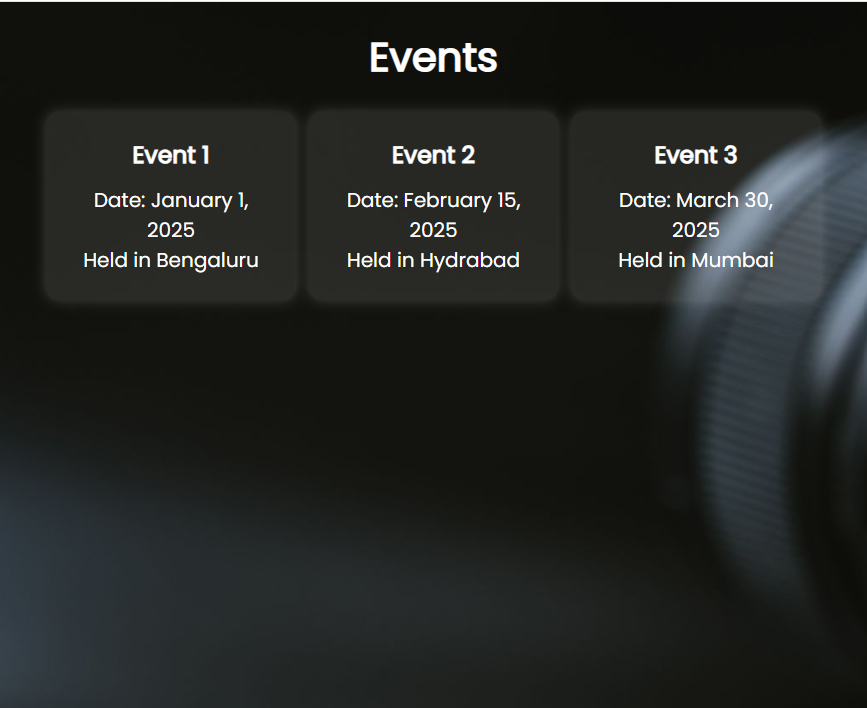 Events
Event 1
Date: January 1,
2025
Held in Bengaluru
Event 2
Date: February 15,
2025
Held in Hydrabad
Event 3
Date: March 30,
2025
Held in Mumbai